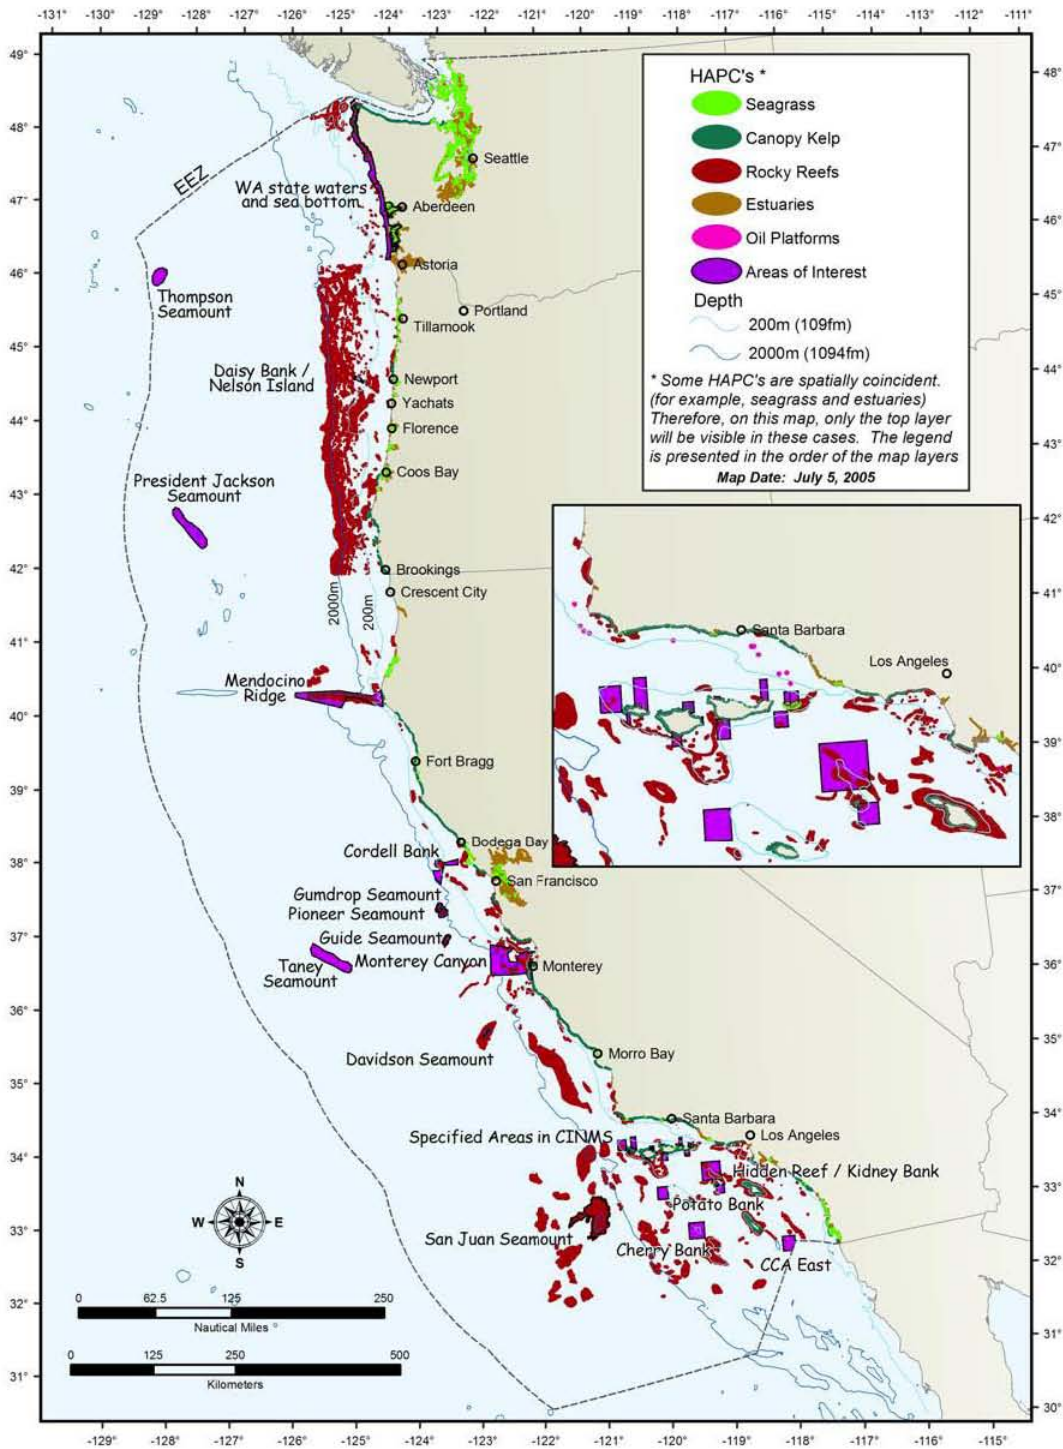 -131° -130° -129° -128° -127° -126° -125° -124° -123° -122° -121° -120° -119° -118° -117° -116° -115° -114° -113° -112° -111°
49°
48°
47°
46°
45°
44°
43°
42°
41°
40°
39°
38°
37°
36°
35°
34°
33°
32°
31°
HAPC's *
Seagrass
Canopy Kelp
Rocky Reefs
Estuaries
Oil Platforms
Areas of Interest
Depth
200m (109fm)
2000m (1094fm)
* Some HAPC's are spatially coincident.
(for example, seagrass and estuaries)
Therefore, on this map, only the top layer
will be visible in these cases. The legend
is presented in the order of the map layers
Map Date: July 5, 2005
EEZ
Seattle
WA state waters
and sea bottom
Aberdeen
Astoria
Thompson
Seamount
Portland
Tillamook
Daisy Bank /
Nelson Island
Newport
Yachats
Florence
Coos Bay
President Jackson
Seamount
Brookings
Crescent City
2000m
200m
Mendocino
Ridge
Fort Bragg
Bodega Bay
Cordell Bank
San Francisco
Gumdrop Seamount
Pioneer Seamount
Guide Seamount
Monterey Canyon
Monterey
Taney
Seamount
Davidson Seamount
Morro Bay
Santa Barbara
Los Angeles
Specified Areas in CINMS
Hidden Reef / Kidney Bank
Potato Bank
San Juan Seamount
Cherry Bank
CCA East
Santa Barbara
Los Angeles
N
W E
S
0 62.5 125 250
Nautical Miles
0 125 250 500
Kilometers
48°
47°
46°
45°
44°
43°
42°
41°
40°
39°
38°
37°
36°
35°
34°
33°
32°
31°
30°
-129° -128° -127° -126° -125° -124° -123° -122° -121° -120° -119° -118° -117° -116° -115°